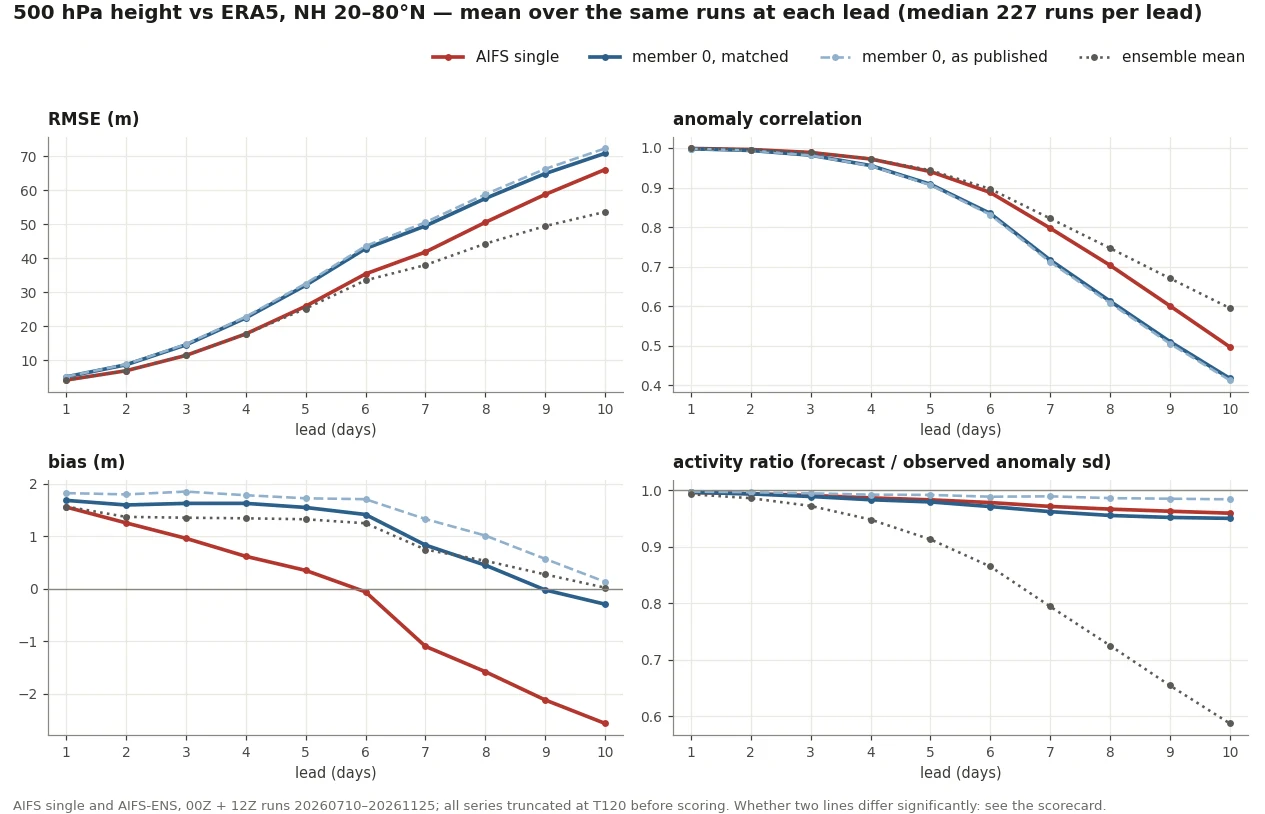 500 hPa height vs ERA5, NH 20–80°N — mean over the same runs at each lead (median 227 runs per lead)
AIFS single member 0, matched member 0, as published ensemble mean
RMSE (m)
70
60
50
40
30
20
10
1 2 3 4 5 6 7 8 9 10
lead (days)
anomaly correlation
1.0
0.9
0.8
0.7
0.6
0.5
0.4
1 2 3 4 5 6 7 8 9 10
lead (days)
bias (m)
2
1
0
−1
−2
1 2 3 4 5 6 7 8 9 10
lead (days)
activity ratio (forecast / observed anomaly sd)
1.0
0.9
0.8
0.7
0.6
1 2 3 4 5 6 7 8 9 10
lead (days)
AIFS single and AIFS-ENS, 00Z + 12Z runs 20260710–20261125; all series truncated at T120 before scoring. Whether two lines differ significantly: see the scorecard.